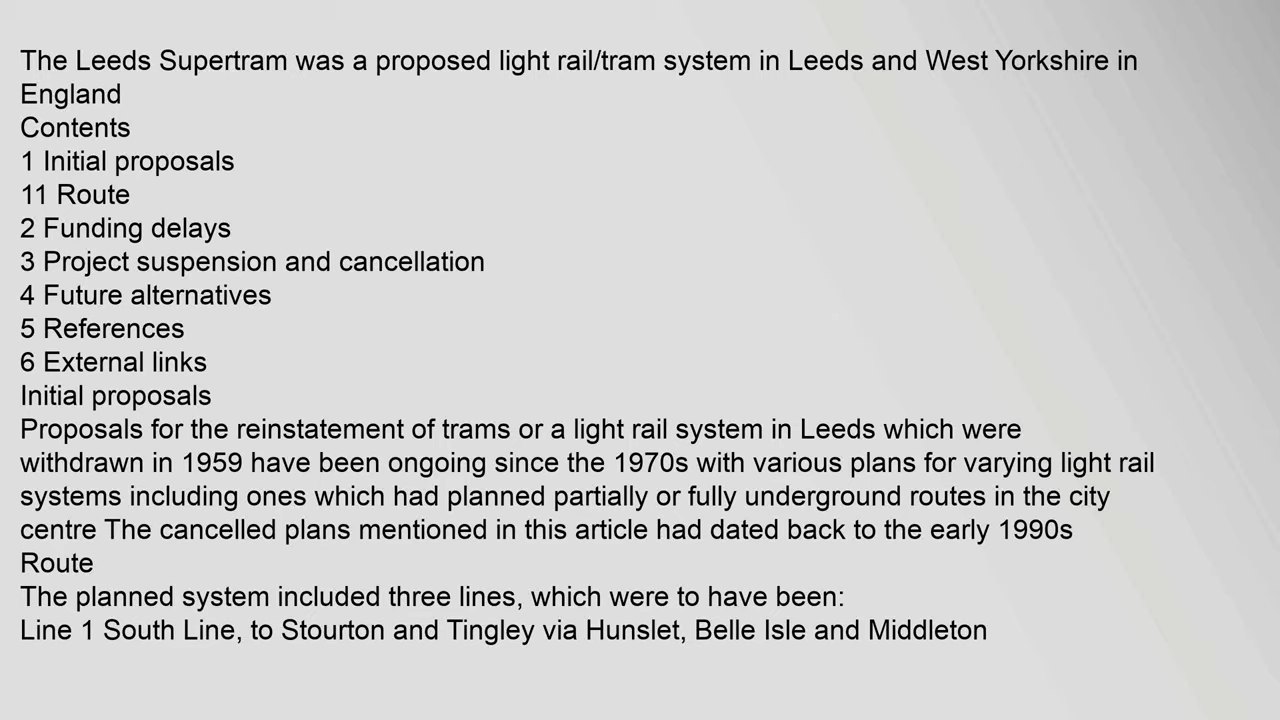 The Leeds Supertram was a proposed light rail/tram system in Leeds and West Yorkshire in
England
Contents
1 Initial proposals
11 Route
2 Funding delays
3 Project suspension and cancellation
4 Future alternatives
5 References
6 External links
Initial proposals
Proposals for the reinstatement of trams or a light rail system in Leeds which were
withdrawn in 1959 have been ongoing since the 1970s with various plans for varying light rail
systems including ones which had planned partially or fully underground routes in the city
centre The cancelled plans mentioned in this article had dated back to the early 1990s
Route
The planned system included three lines, which were to have been:
Line 1 South Line, to Stourton and Tingley via Hunslet, Belle Isle and Middleton